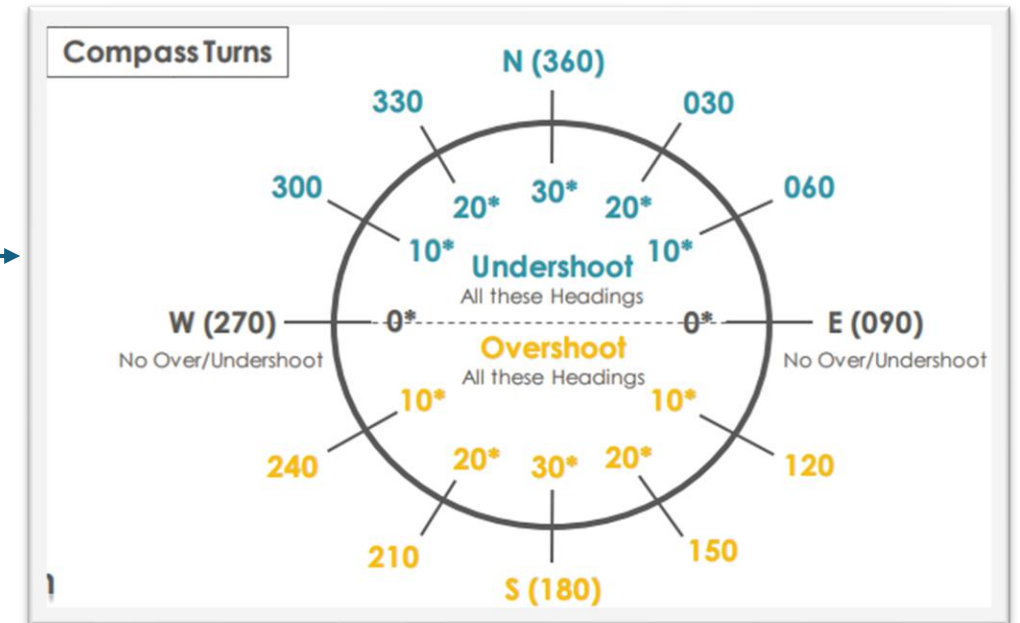 Compass Turns
N (360)
330
030
300
060
20*
30*
20*
10*
10*
Undershoot
All these Headings
W (270)
0*
0*
E (090)
No Over/Undershoot
No Over/Undershoot
Overshoot
All these Headings
10*
10*
240
20*
30*
20*
120
210
150
S (180)